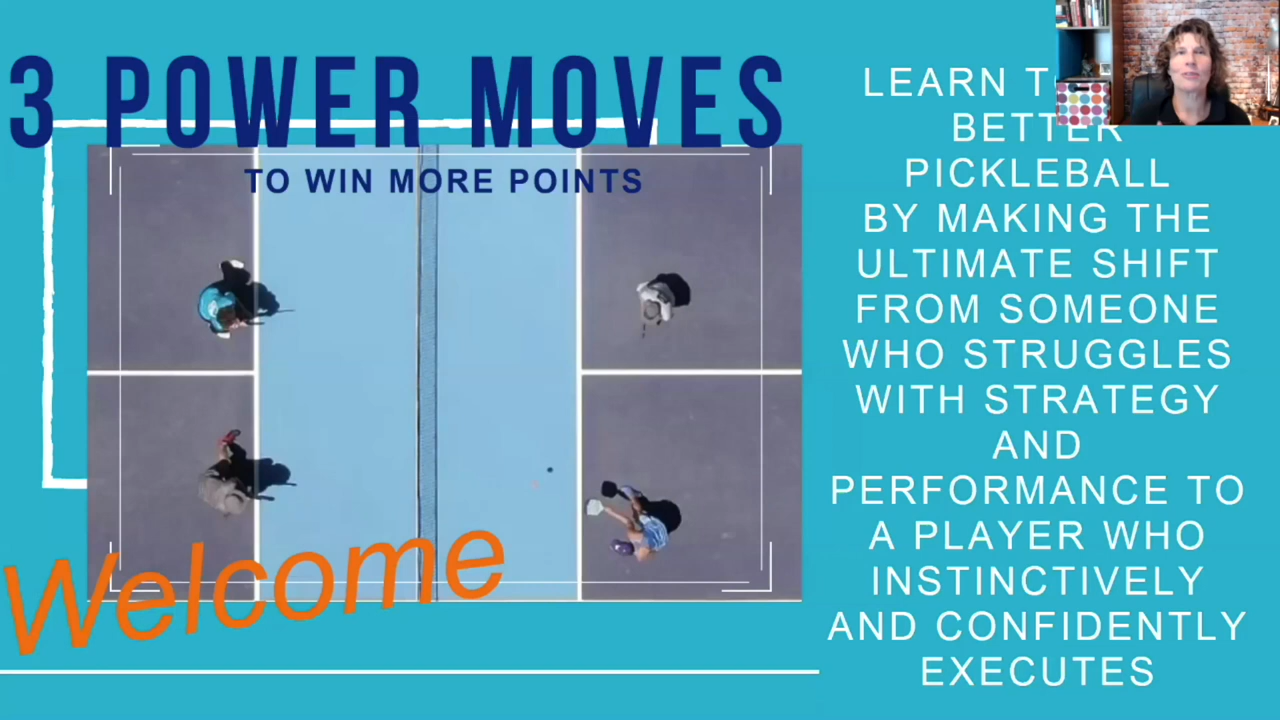 3 POWER MOVES
TO WIN MORE POINTS
Welcome
LEARN
BETTER
PICKLEBALL
BY MAKING THE
ULTIMATE SHIFT
FROM SOMEONE
WHO STRUGGLES
WITH STRATEGY
AND
PERFORMANCE TO
A PLAYER WHO
INSTINCTIVELY
AND CONFIDENTLY
EXECUTES